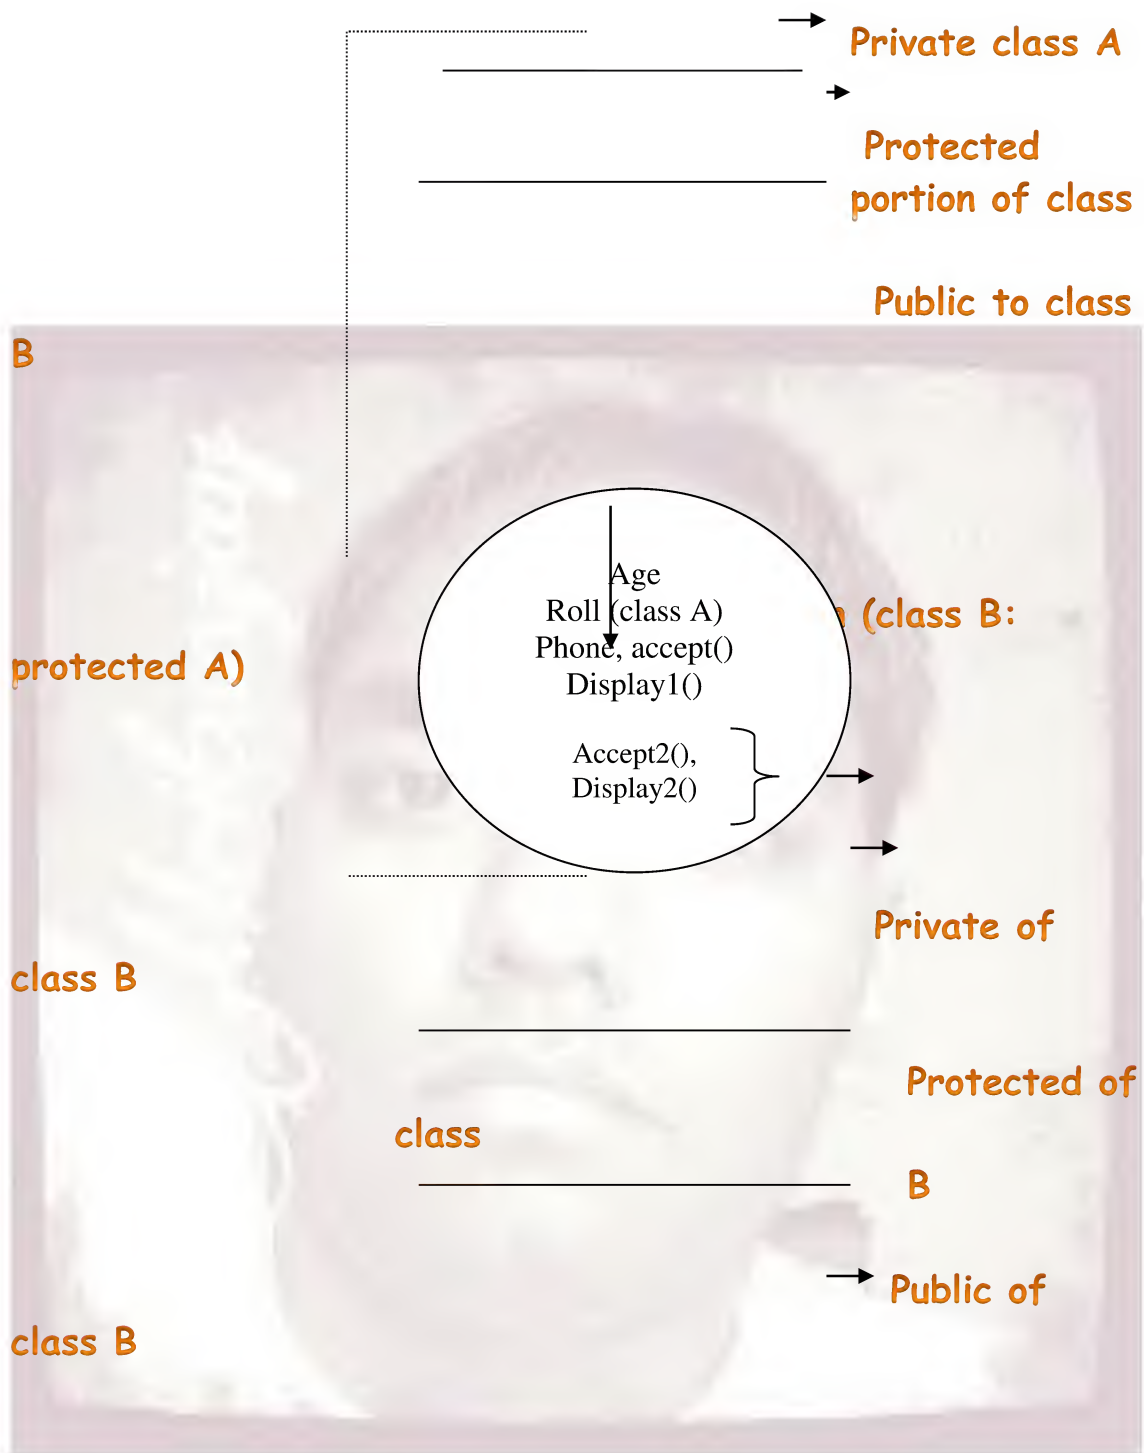 Private class A
Protected
portion of class
Public to class
B
Age
Roll (class A)
(class B:
Phone, accept()
protected A)
Display1()
Accept2(),
Display2()
Private of
class B
Protected of
class
B
Public of
class B